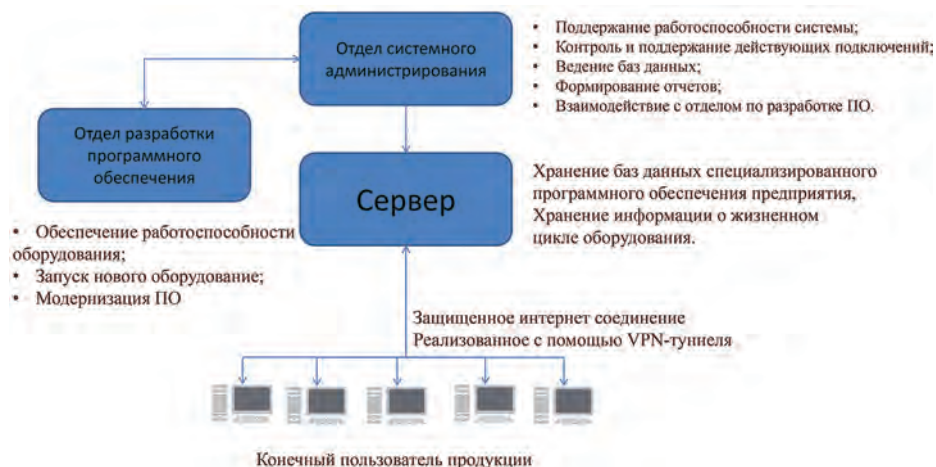 Отдел системного
администрирования
• Поддержание работоспособности системы;
• Контроль и поддержание действующих подключений;
• Ведение баз данных;
• Формирование отчетов;
• Взаимодействие с отделом по разработке ПО.
Отдел разработки
программного
обеспечения
Сервер
Хранение баз данных специализированного
программного обеспечения предприятия,
Хранение информации о жизненном
цикле оборудования.
• Обеспечение работоспособности
оборудования;
• Запуск нового оборудование;
• Модернизация ПО
Защищенное интернет соединение
Реализованное с помощью VPN-туннеля
Конечный пользователь продукции